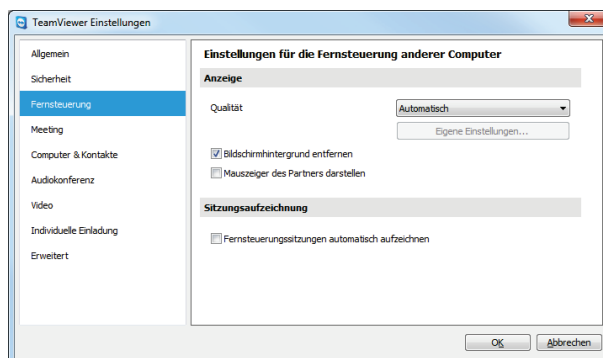 TeamViewer Einstellungen
Allgemein
Sicherheit
Fernsteuerung
Meeting
Computer & Kontakte
Audiokonferenz
Video
Individuelle Einladung
Erweitert
Einstellungen für die Fernsteuerung anderer Computer
Anzeige
Qualität
Automatisch
Eigene Einstellungen...
Bildschirmhintergrund entfernen
Mauszeiger des Partners darstellen
Sitzungsaufzeichnung
Fernsteuerungssitzungen automatisch aufzeichnen
OK
Abbrechen